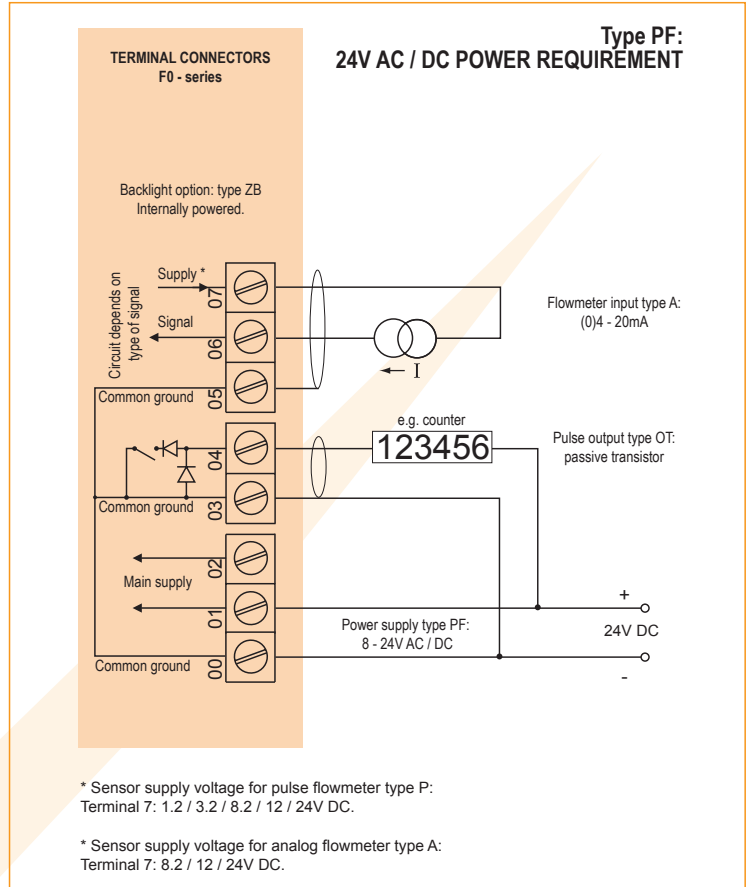 Type PF:
24V AC / DC POWER REQUIREMENT
TERMINAL CONNECTORS
F0 - series
Backlight option: type ZB
Internally powered.
Circuit depends on
type of signal
Supply *
07
Signal
06
Common ground
05
I
Flowmeter input type A:
(0)4 - 20mA
e.g. counter
123456
04
Pulse output type OT:
passive transistor
Common ground
03
02
Main supply
01
Power supply type PF:
8 - 24V AC / DC
+
24V DC
-
Common ground
00
* Sensor supply voltage for pulse flowmeter type P:
Terminal 7: 1.2 / 3.2 / 8.2 / 12 / 24V DC.
* Sensor supply voltage for analog flowmeter type A:
Terminal 7: 8.2 / 12 / 24V DC.